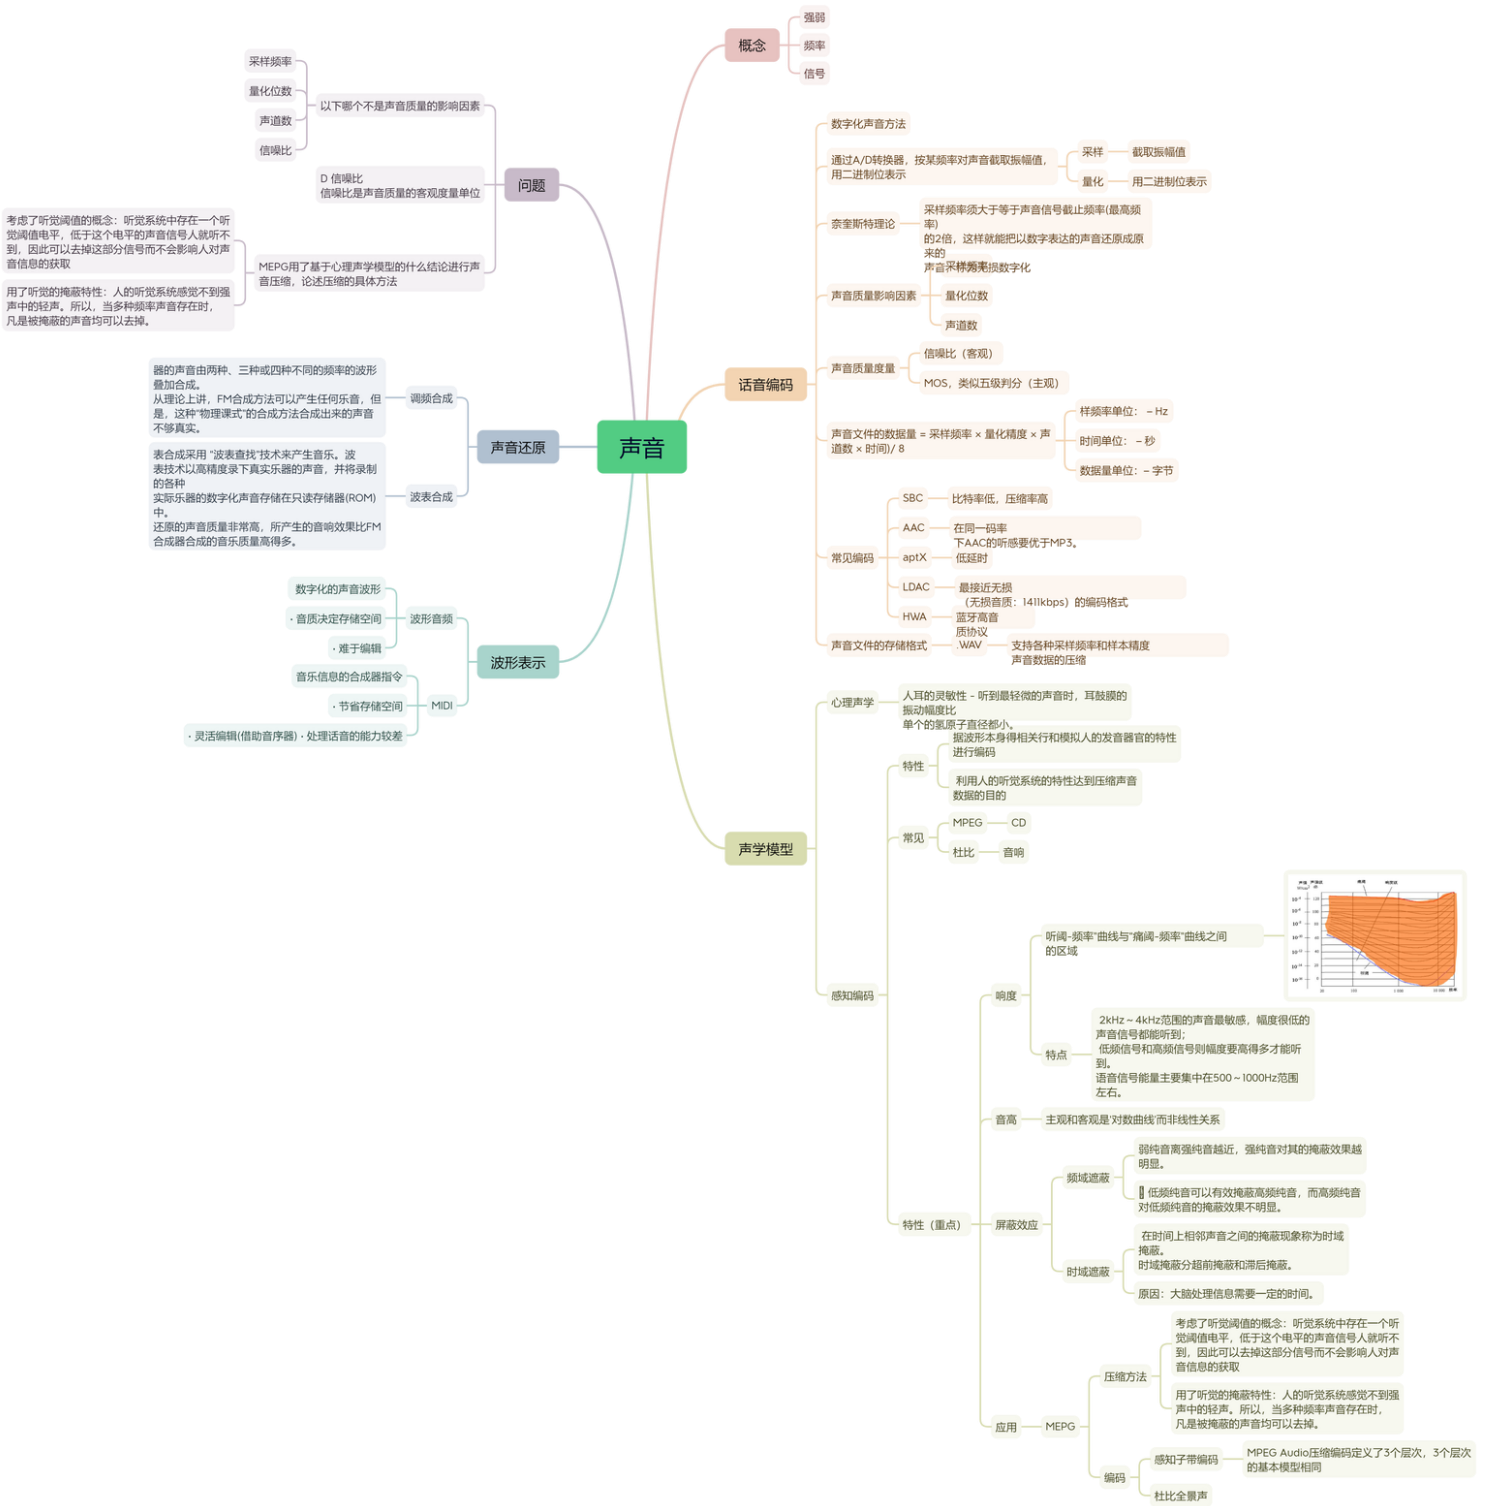 声音
概念
强弱
频率
信号
话音编码
数字化声音方法
通过A/D转换器，按某频率对声音截取振幅值，
用二进制位表示
采样
截取振幅值
量化
用二进制位表示
奈奎斯特理论
采样频率须大于等于声音信号截止频率(最高频
率)
的2倍，这样就能把以数字表达的声音还原成原
来的
声音，称为无损数字化
声音质量影响因素
采样频率
量化位数
声道数
声音质量度量
信噪比（客观）
MOS，类似五级判分（主观）
声音文件的数据量 = 采样频率 × 量化精度 × 声
道数 × 时间)/ 8
样频率单位： – Hz
时间单位： – 秒
数据量单位：– 字节
常见编码
SBC
比特率低，压缩率高
AAC
在同一码率
下AAC的听感要优于MP3。
aptX
低延时
LDAC
最接近无损
（无损音质：1411kbps）的编码格式
HWA
蓝牙高音
质协议
声音文件的存储格式
.WAV
支持各种采样频率和样本精度
声音数据的压缩
声学模型
心理声学
人耳的灵敏性 – 听到最轻微的声音时，耳鼓膜的
振动幅度比
单个的氢原子直径都小。
感知编码
特性
据波形本身得相关行和模拟人的发音器官的特性
进行编码
利用人的听觉系统的特性达到压缩声音
数据的目的
常见
MPEG
CD
杜比
音响
特性（重点）
响度
听阈-频率"曲线与"痛阈-频率"曲线之间
的区域
特点
2kHz～4kHz范围的声音最敏感，幅度很低的
声音信号都能听到；
低频信号和高频信号则幅度要高得多才能听
到。
语音信号能量主要集中在500～1000Hz范围
左右。
音高
主观和客观是'对数曲线'而非线性关系
屏蔽效应
频域遮蔽
弱纯音离强纯音越近，强纯音对其的掩蔽效果越
明显。
低频纯音可以有效掩蔽高频纯音，而高频纯音
对低频纯音的掩蔽效果不明显。
时域遮蔽
在时间上相邻声音之间的掩蔽现象称为时域
掩蔽。
时域掩蔽分超前掩蔽和滞后掩蔽。
原因：大脑处理信息需要一定的时间。
应用
MEPG
压缩方法
考虑了听觉阈值的概念：听觉系统中存在一个听
觉阈值电平，低于这个电平的声音信号人就听不
到，因此可以去掉这部分信号而不会影响人对声
音信息的获取
用了听觉的掩蔽特性：人的听觉系统感觉不到强
声中的轻声。所以，当多种频率声音存在时，
凡是被掩蔽的声音均可以去掉。
编码
感知子带编码
MPEG Audio压缩编码定义了3个层次，3个层次
的基本模型相同
杜比全景声
问题
以下哪个不是声音质量的影响因素
采样频率
量化位数
声道数
信噪比
D 信噪比
信噪比是声音质量的客观度量单位
MEPG用了基于心理声学模型的什么结论进行声
音压缩，论述压缩的具体方法
考虑了听觉阈值的概念：听觉系统中存在一个听
觉阈值电平，低于这个电平的声音信号人就听不
到，因此可以去掉这部分信号而不会影响人对声
音信息的获取
用了听觉的掩蔽特性：人的听觉系统感觉不到强
声中的轻声。所以，当多种频率声音存在时，
凡是被掩蔽的声音均可以去掉。
声音还原
调频合成
器的声音由两种、三种或四种不同的频率的波形
叠加合成。
从理论上讲，FM合成方法可以产生任何乐音，但
是，这种"物理课式"的合成方法合成出来的声音
不够真实。
波表合成
表合成采用 "波表查找"技术来产生音乐。波
表技术以高精度录下真实乐器的声音，并将录制
的各种
实际乐器的数字化声音存储在只读存储器(ROM)
中。
还原的声音质量非常高，所产生的音响效果比FM
合成器合成的音乐质量高得多。
波形表示
波形音频
数字化的声音波形
· 音质决定存储空间
· 难于编辑
MIDI
音乐信息的合成器指令
· 节省存储空间
· 灵活编辑(借助音序器) · 处理话音的能力较差